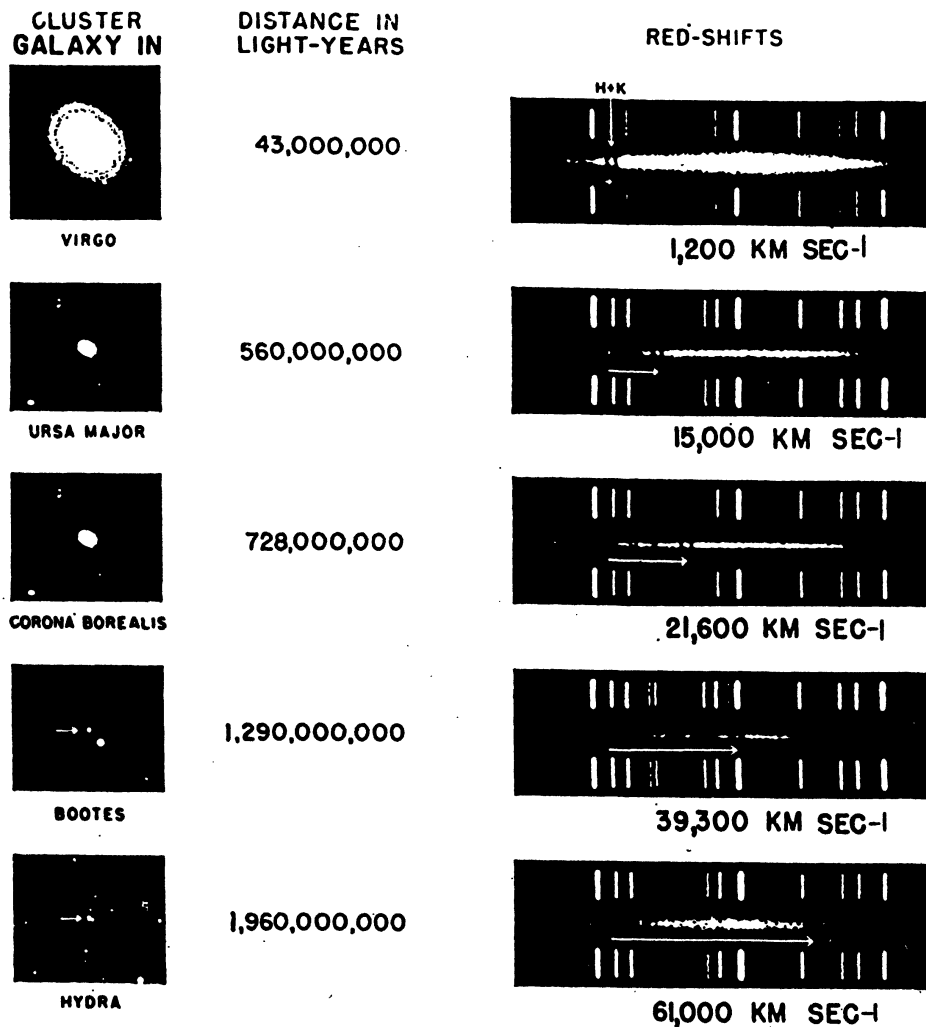 CLUSTER
GALAXY IN
DISTANCE IN
LIGHT-YEARS
RED-SHIFTS
H+K
43,000,000
VIRGO
1,200 KM SEC-1
560,000,000
URSA MAJOR
15,000 KM SEC-1
728,000,000
CORONA BOREALIS
21,600 KM SEC-1
1,290,000,000
BOOTES
39,300 KM SEC-1
1,960,000,000
HYDRA
61,000 KM SEC-1